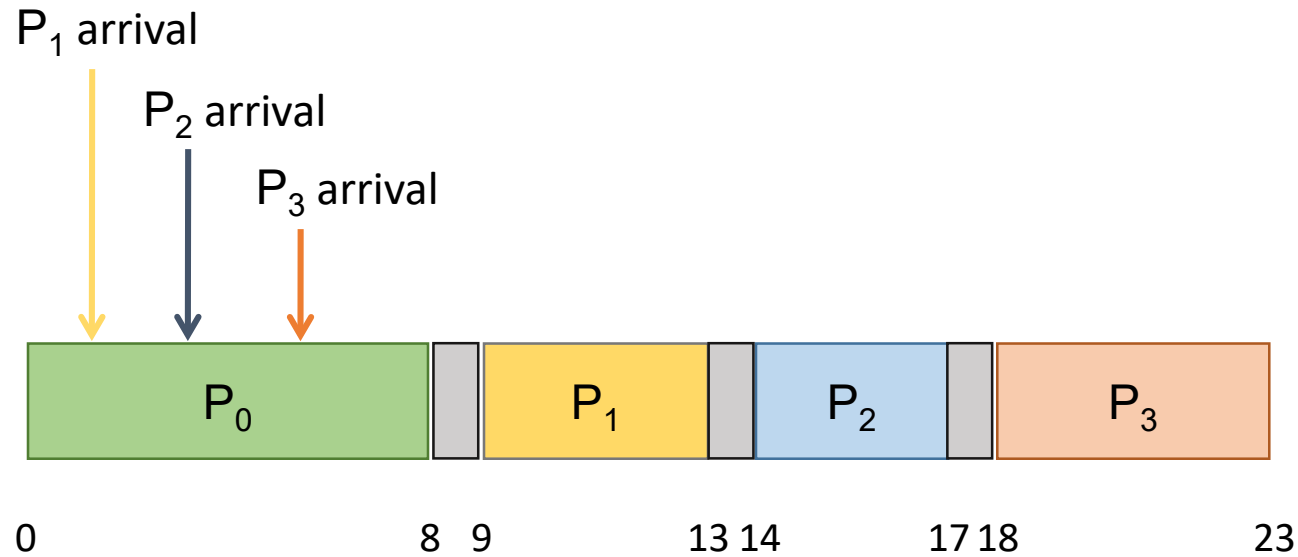 P₁ arrival
P₂ arrival
P₃ arrival
P₀ P₁ P₂ P₃
0 8 9 13 14 17 18 23